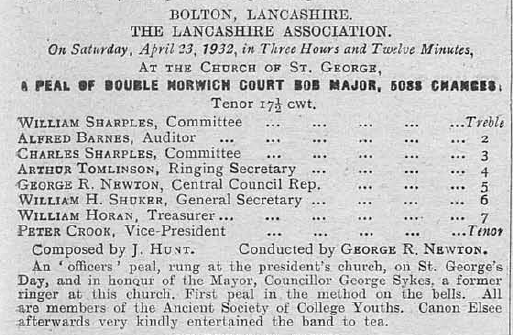 BOLTON, LANCASHIRE.
THE LANCASHIRE ASSOCIATION.
On Saturday, April 23, 1932, in Three Hours and Twelve Minutes,
AT THE CHURCH OF ST. GEORGE,
A PEAL OF DOUBLE NORWICH COURT BOB MAJOR, 5088 CHANGES;
Tenor 17½ cwt.
WILLIAM SHARPLES, Committee ... ... ... ...Treble
ALFRED BARNES, Auditor ... ... ... ... ... 2
CHARLES SHARPLES, Committee ... ... ... ... 3
ARTHUR TOMLINSON, Ringing Secretary ... ... ... 4
GEORGE R. NEWTON, Central Council Rep. ... ... 5
WILLIAM H. SHUKER, General Secretary ... ... ... 6
WILLIAM HORAN, Treasurer... ... ... ... ... 7
PETER CROOK, Vice-President ... ... ... ...Tenor
Composed by J. HUNT. Conducted by GEORGE R. NEWTON.
An ' officers ' peal, rung at the president's church, on St. George's
Day, and in honour of the Mayor, Councillor George Sykes, a former
ringer at this church. First peal in the method on the bells. All
are members of the Ancient Society of College Youths. Canon Elsee
afterwards very kindly entertained the band to tea.